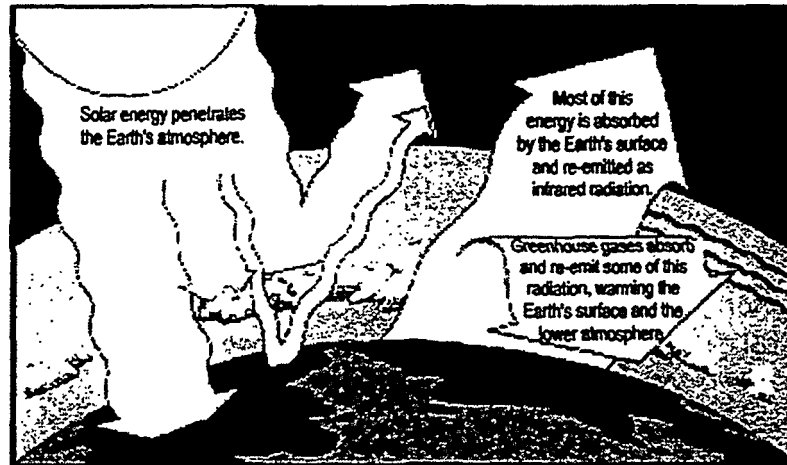 Solar energy penetrates
the Earth's atmosphere.
Most of this
energy is absorbed
by the Earth's surface
and re-emitted as
infrared radiation.
Greenhouse gases absorb
and re-emit some of this
radiation, warming the
Earth's surface and the
lower atmosphere